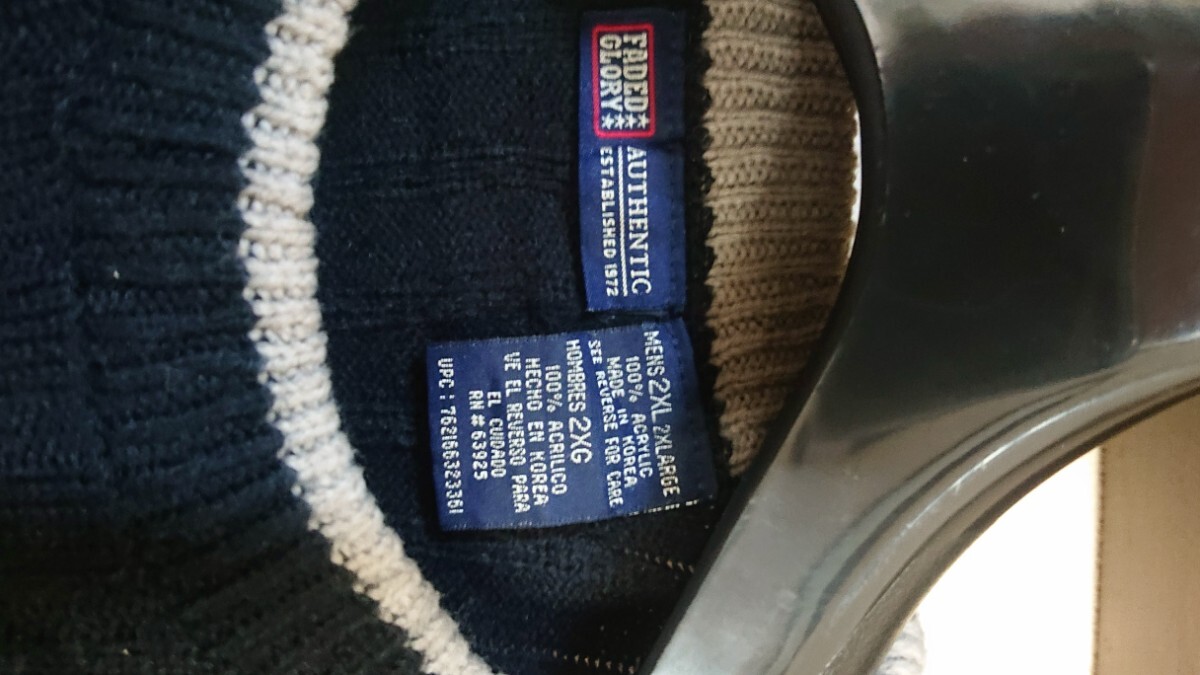 FADED★
GLORY★
AUTHENTIC
ESTABLISHED 1972
MENS 2XL 2XLARGE
100% ACRYLIC
MADE IN KOREA
SEE REVERSE FOR CARE
HOMBRES 2XG
100% ACRILICO
HECHO EN KOREA
VE EL REVERSO PARA
EL CUIDADO
RN#63925
UPC: 762166323361